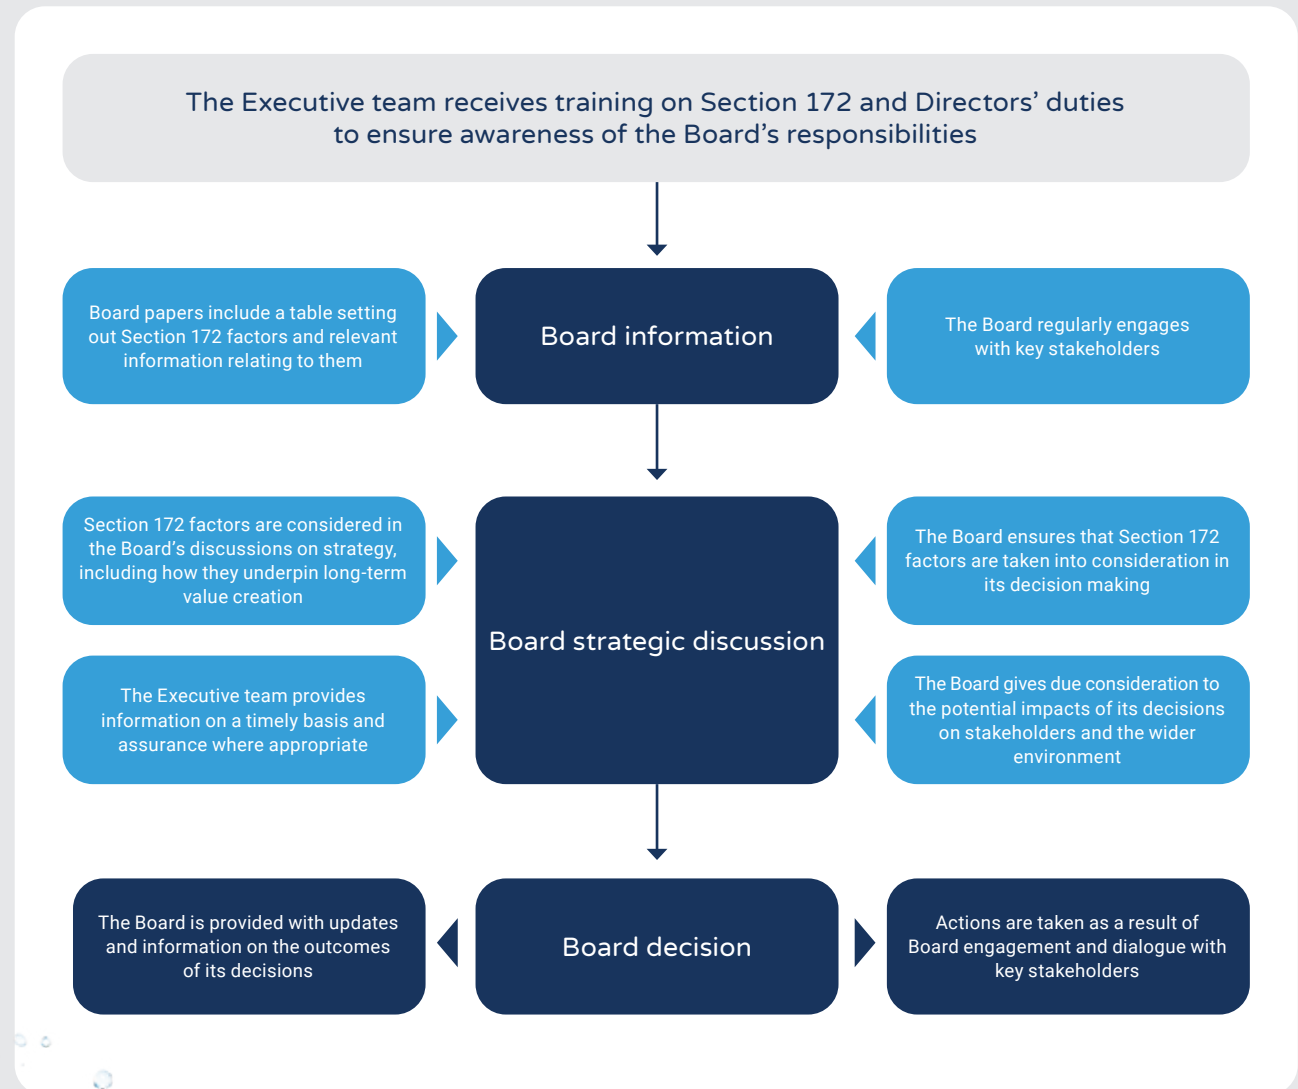 The Executive team receives training on Section 172 and Directors’ duties
to ensure awareness of the Board’s responsibilities
Board papers include a table setting
out Section 172 factors and relevant
information relating to them
Board information
The Board regularly engages
with key stakeholders
Section 172 factors are considered in
the Board’s discussions on strategy,
including how they underpin long-term
value creation
The Executive team provides
information on a timely basis and
assurance where appropriate
Board strategic discussion
The Board ensures that Section 172
factors are taken into consideration in
its decision making
The Board gives due consideration to
the potential impacts of its decisions
on stakeholders and the wider
environment
The Board is provided with updates
and information on the outcomes
of its decisions
Board decision
Actions are taken as a result of
Board engagement and dialogue with
key stakeholders